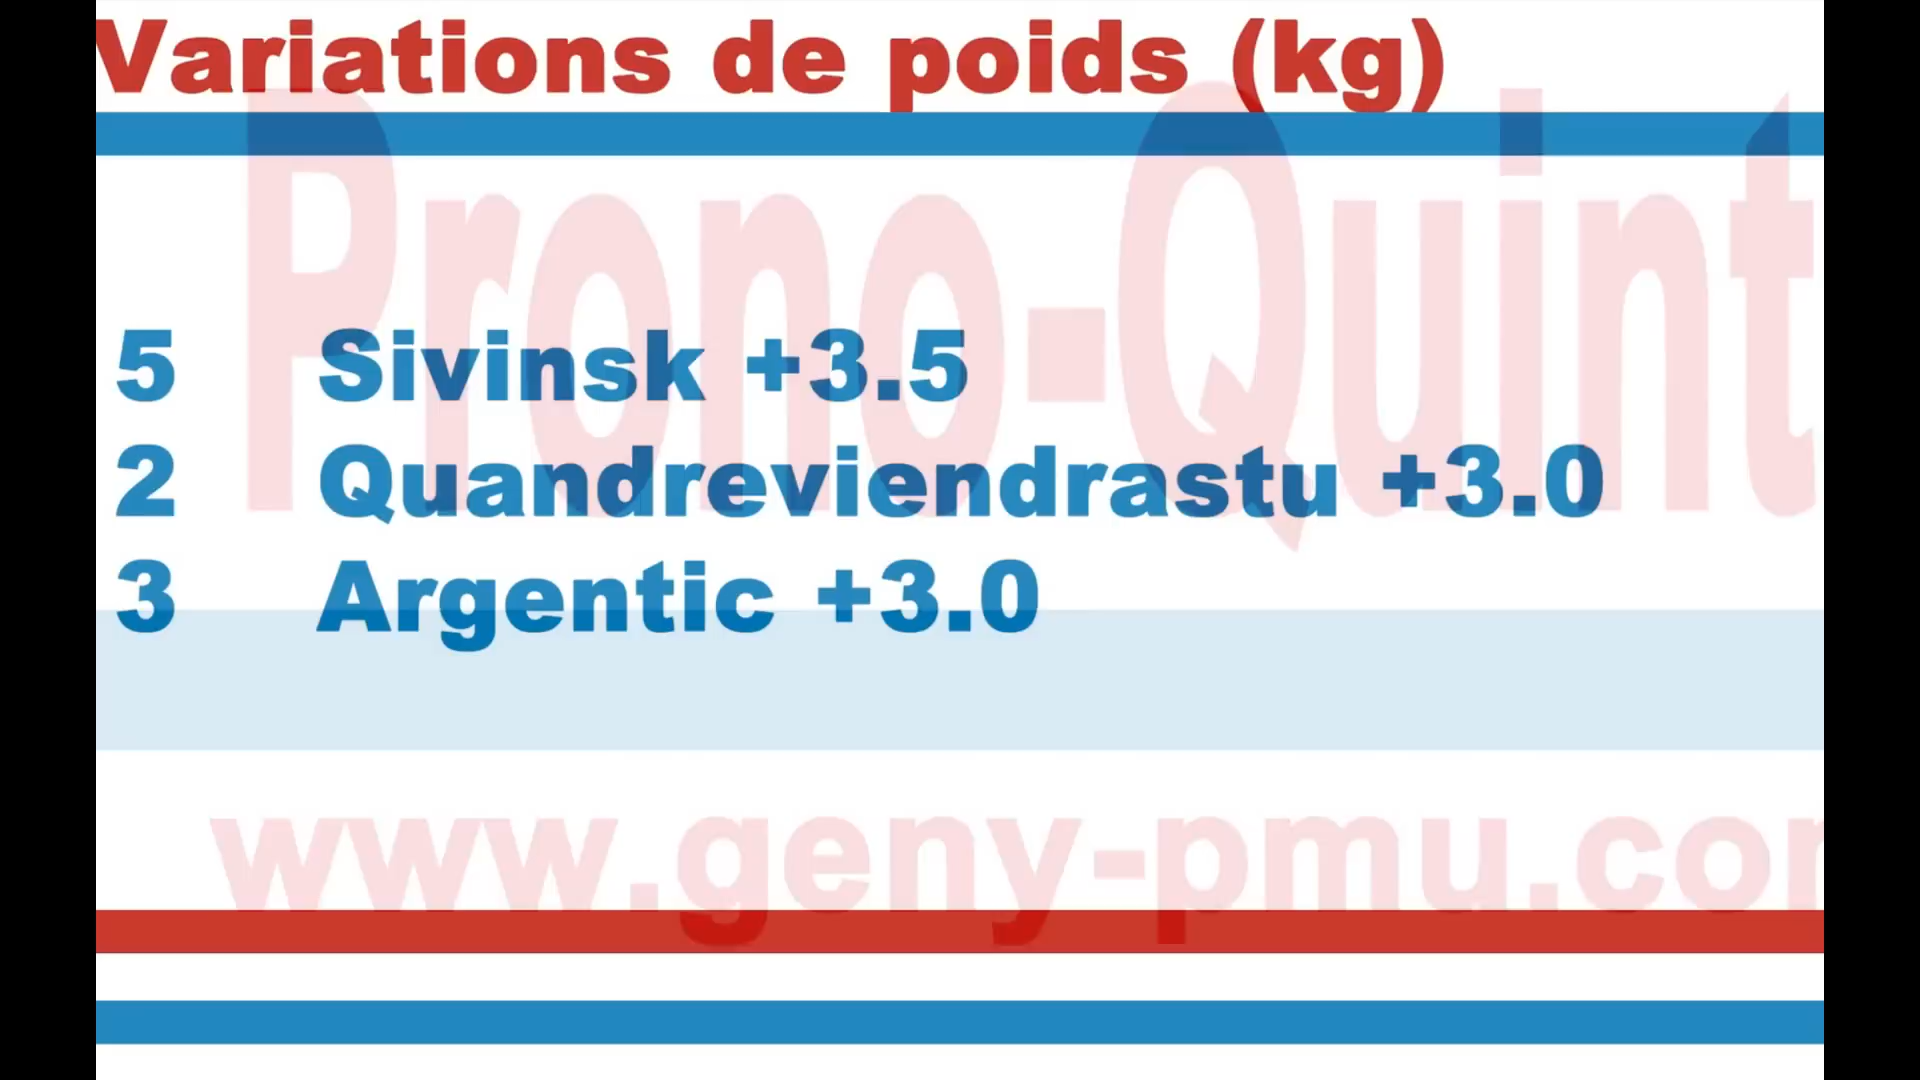 Variations de poids (kg)
Prono-Quint
5 Sivinsk +3.5
2 Quandreviendrastu +3.0
3 Argentic +3.0
www.geny-pmu.com